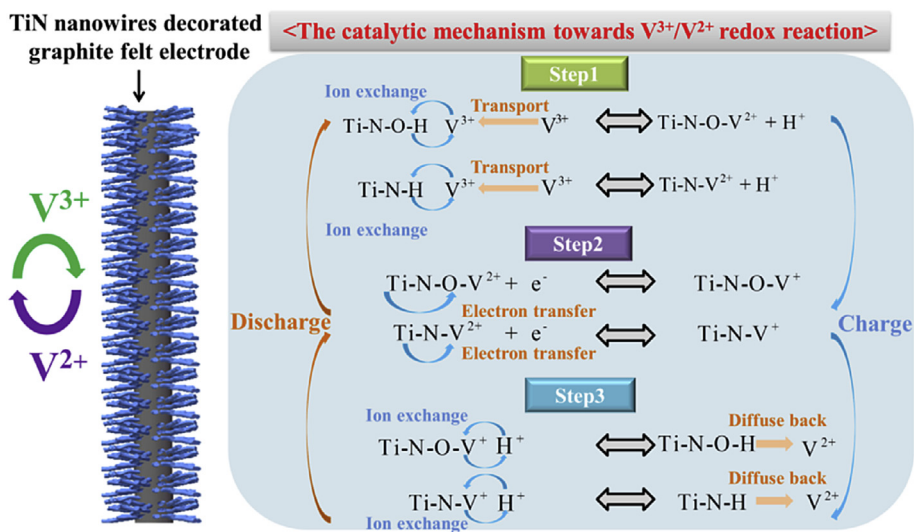 TiN nanowires decorated
graphite felt electrode
<The catalytic mechanism towards V³⁺/V²⁺ redox reaction>
Step1
Ion exchange
Transport
Ti-N-O-H V³⁺ V³⁺ Ti-N-O-V²⁺ + H⁺
Transport
Ti-N-H V³⁺ V³⁺ Ti-N-V²⁺ + H⁺
Ion exchange
V³⁺
V²⁺
Step2
Ti-N-O-V²⁺ + e⁻ Ti-N-O-V⁺
Electron transfer
Discharge
Ti-N-V²⁺ + e⁻ Ti-N-V⁺
Charge
Electron transfer
Step3
Ion exchange
Diffuse back
Ti-N-O-V⁺ H⁺ Ti-N-O-H V²⁺
Diffuse back
Ti-N-V⁺ H⁺ Ti-N-H V²⁺
Ion exchange